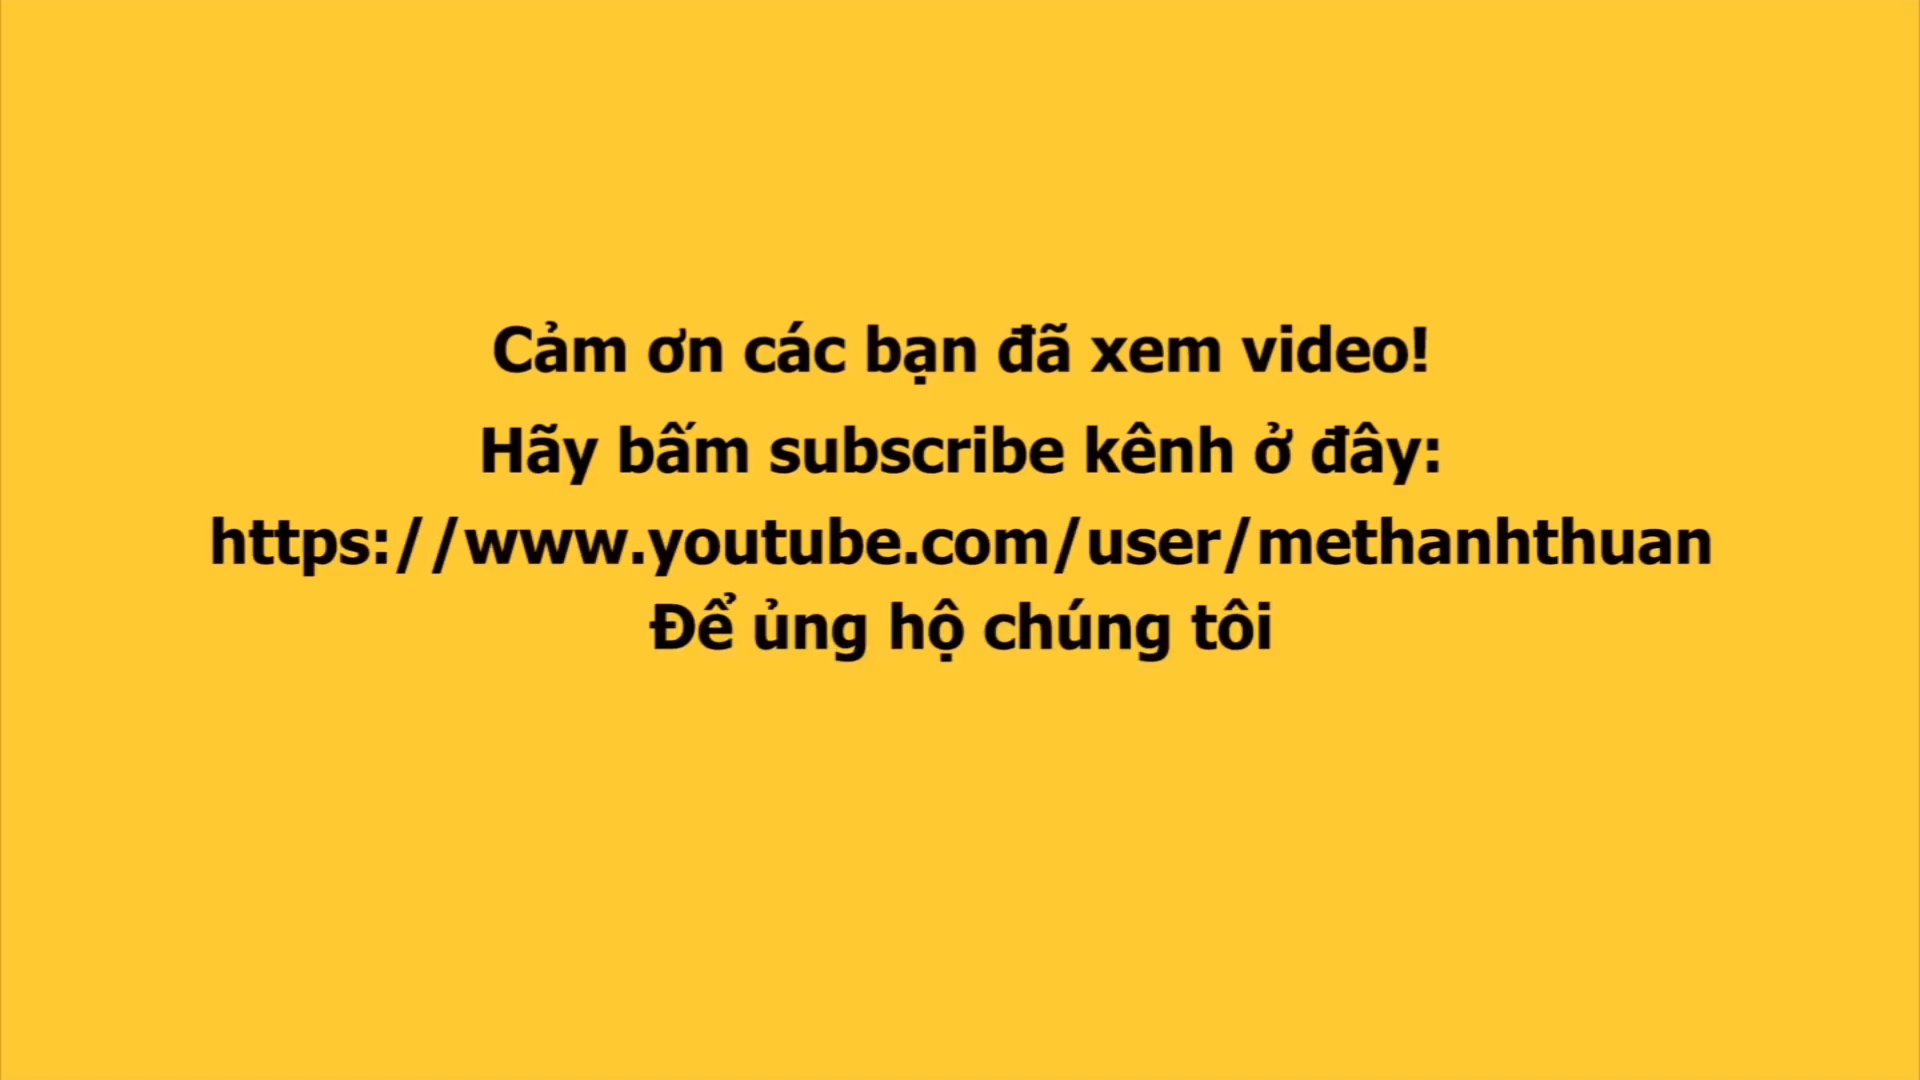 Cảm ơn các bạn đã xem video!
Hãy bấm subscribe kênh ở đây:
https://www.youtube.com/user/methanhthuan
Để ủng hộ chúng tôi